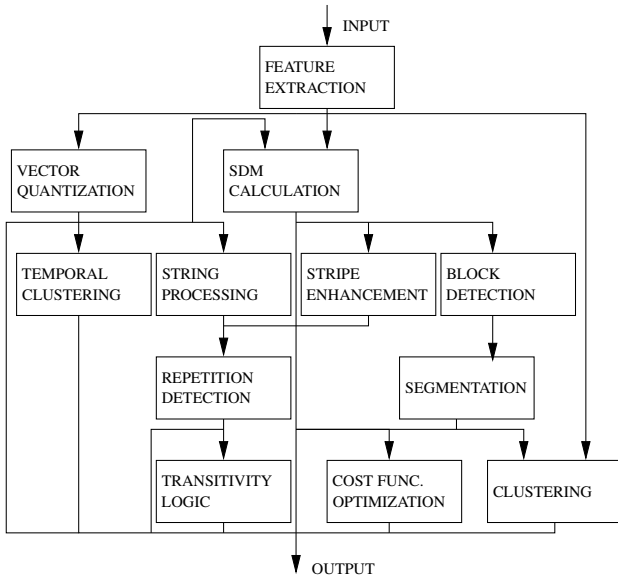 INPUT
FEATURE
EXTRACTION
VECTOR
QUANTIZATION
SDM
CALCULATION
TEMPORAL
CLUSTERING
STRING
PROCESSING
STRIPE
ENHANCEMENT
BLOCK
DETECTION
REPETITION
DETECTION
SEGMENTATION
TRANSITIVITY
LOGIC
COST FUNC.
OPTIMIZATION
CLUSTERING
OUTPUT